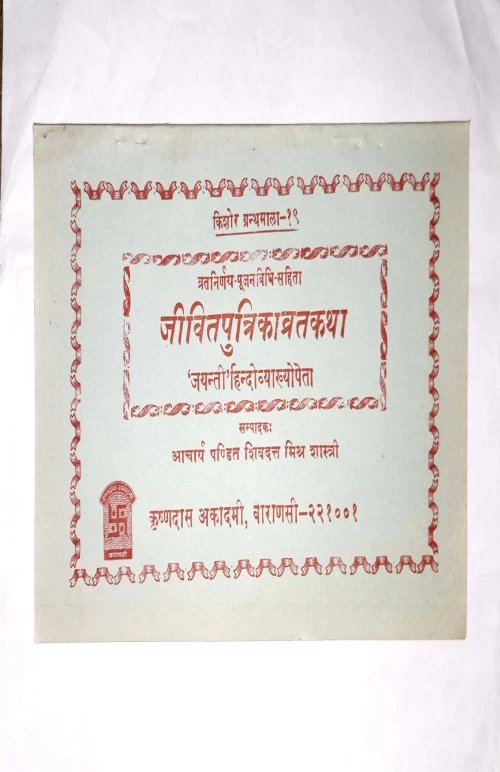 किशोर ग्रन्थमाला-१९
व्रतनिर्णय-पूजनविधि-सहिता
जीवितपुत्रिकाव्रतकथा
'जयन्ती'हिन्दीव्याख्योपेता
सम्पादकः
आचार्य पण्डित शिवदत्त मिश्र शास्त्री
कृष्णदास अकादमी, वाराणसी-२२१००१
वाराणसी